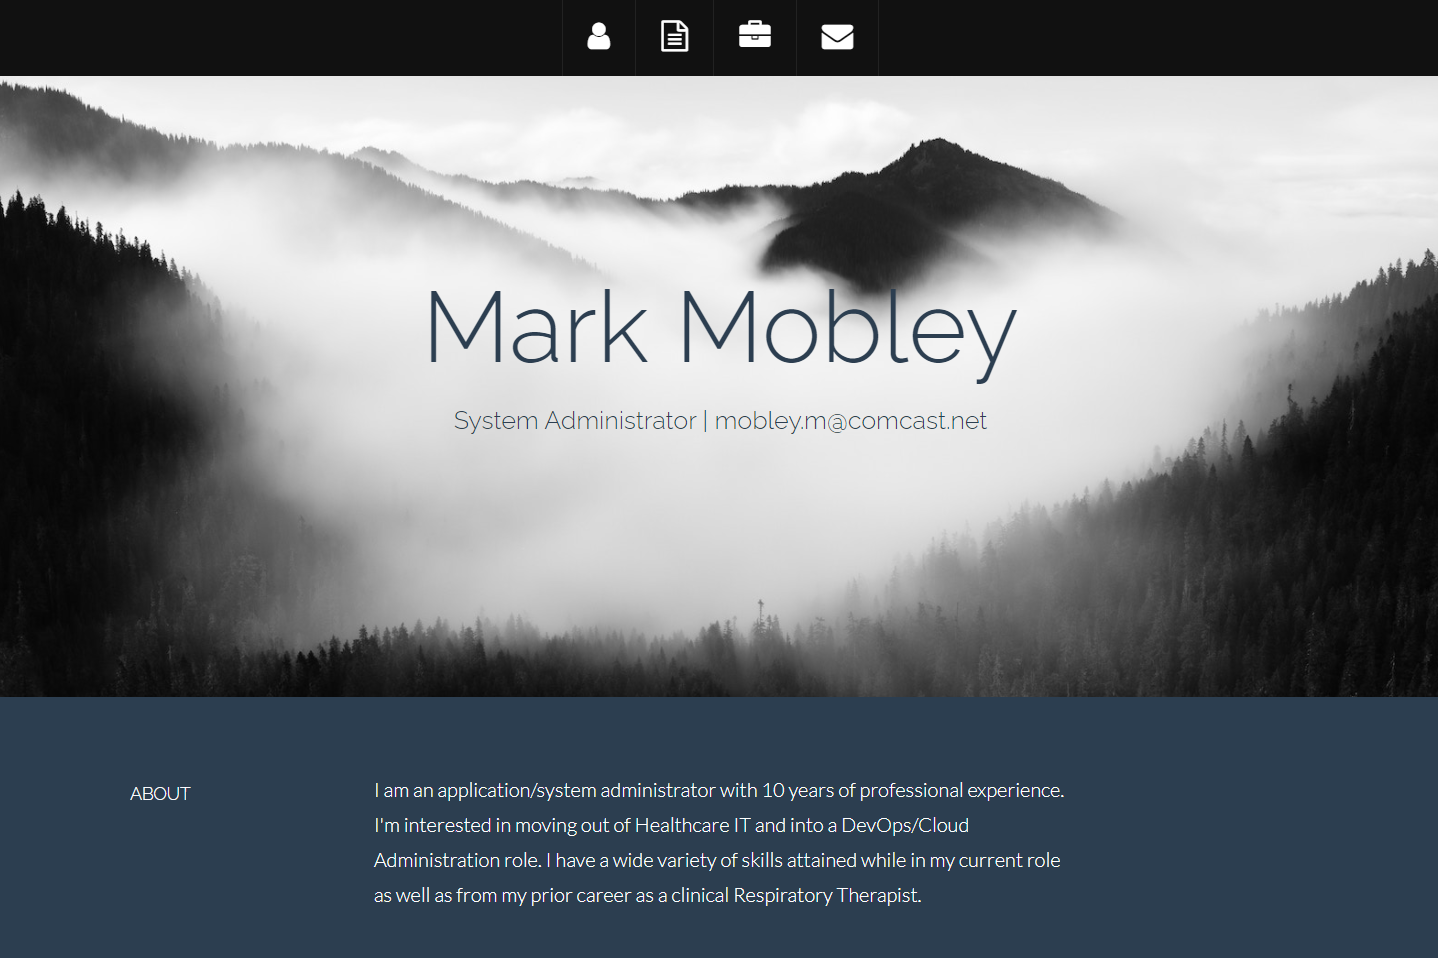 Mark Mobley
System Administrator | mobley.m@comcast.net
ABOUT
I am an application/system administrator with 10 years of professional experience.
I'm interested in moving out of Healthcare IT and into a DevOps/Cloud
Administration role. I have a wide variety of skills attained while in my current role
as well as from my prior career as a clinical Respiratory Therapist.